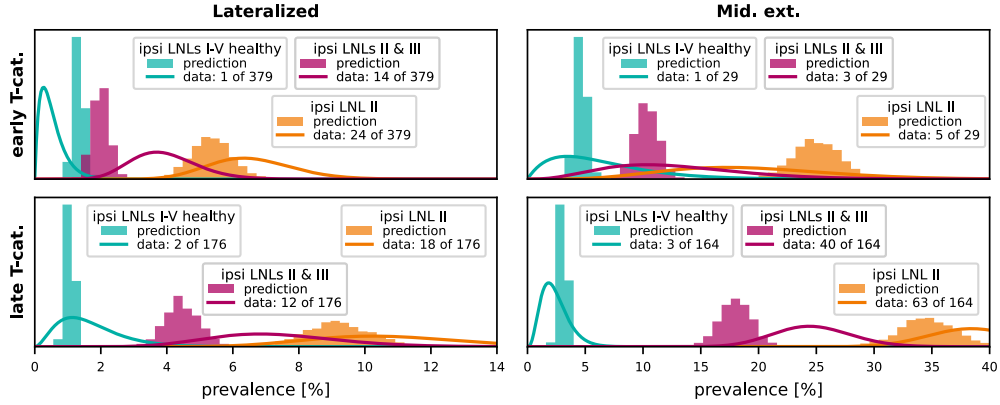 Lateralized
Mid. ext.
early T-cat.
ipsi LNLs I-V healthy
prediction
data: 1 of 379
ipsi LNLs II & III
prediction
data: 14 of 379
ipsi LNL II
prediction
data: 24 of 379
ipsi LNLs I-V healthy
prediction
data: 1 of 29
ipsi LNLs II & III
prediction
data: 3 of 29
ipsi LNL II
prediction
data: 5 of 29
late T-cat.
ipsi LNLs I-V healthy
prediction
data: 2 of 176
ipsi LNL II
prediction
data: 18 of 176
ipsi LNLs II & III
prediction
data: 12 of 176
0 2 4 6 8 10 12 14
prevalence [%]
ipsi LNLs I-V healthy
prediction
data: 3 of 164
ipsi LNLs II & III
prediction
data: 40 of 164
ipsi LNL II
prediction
data: 63 of 164
0 5 10 15 20 25 30 35 40
prevalence [%]